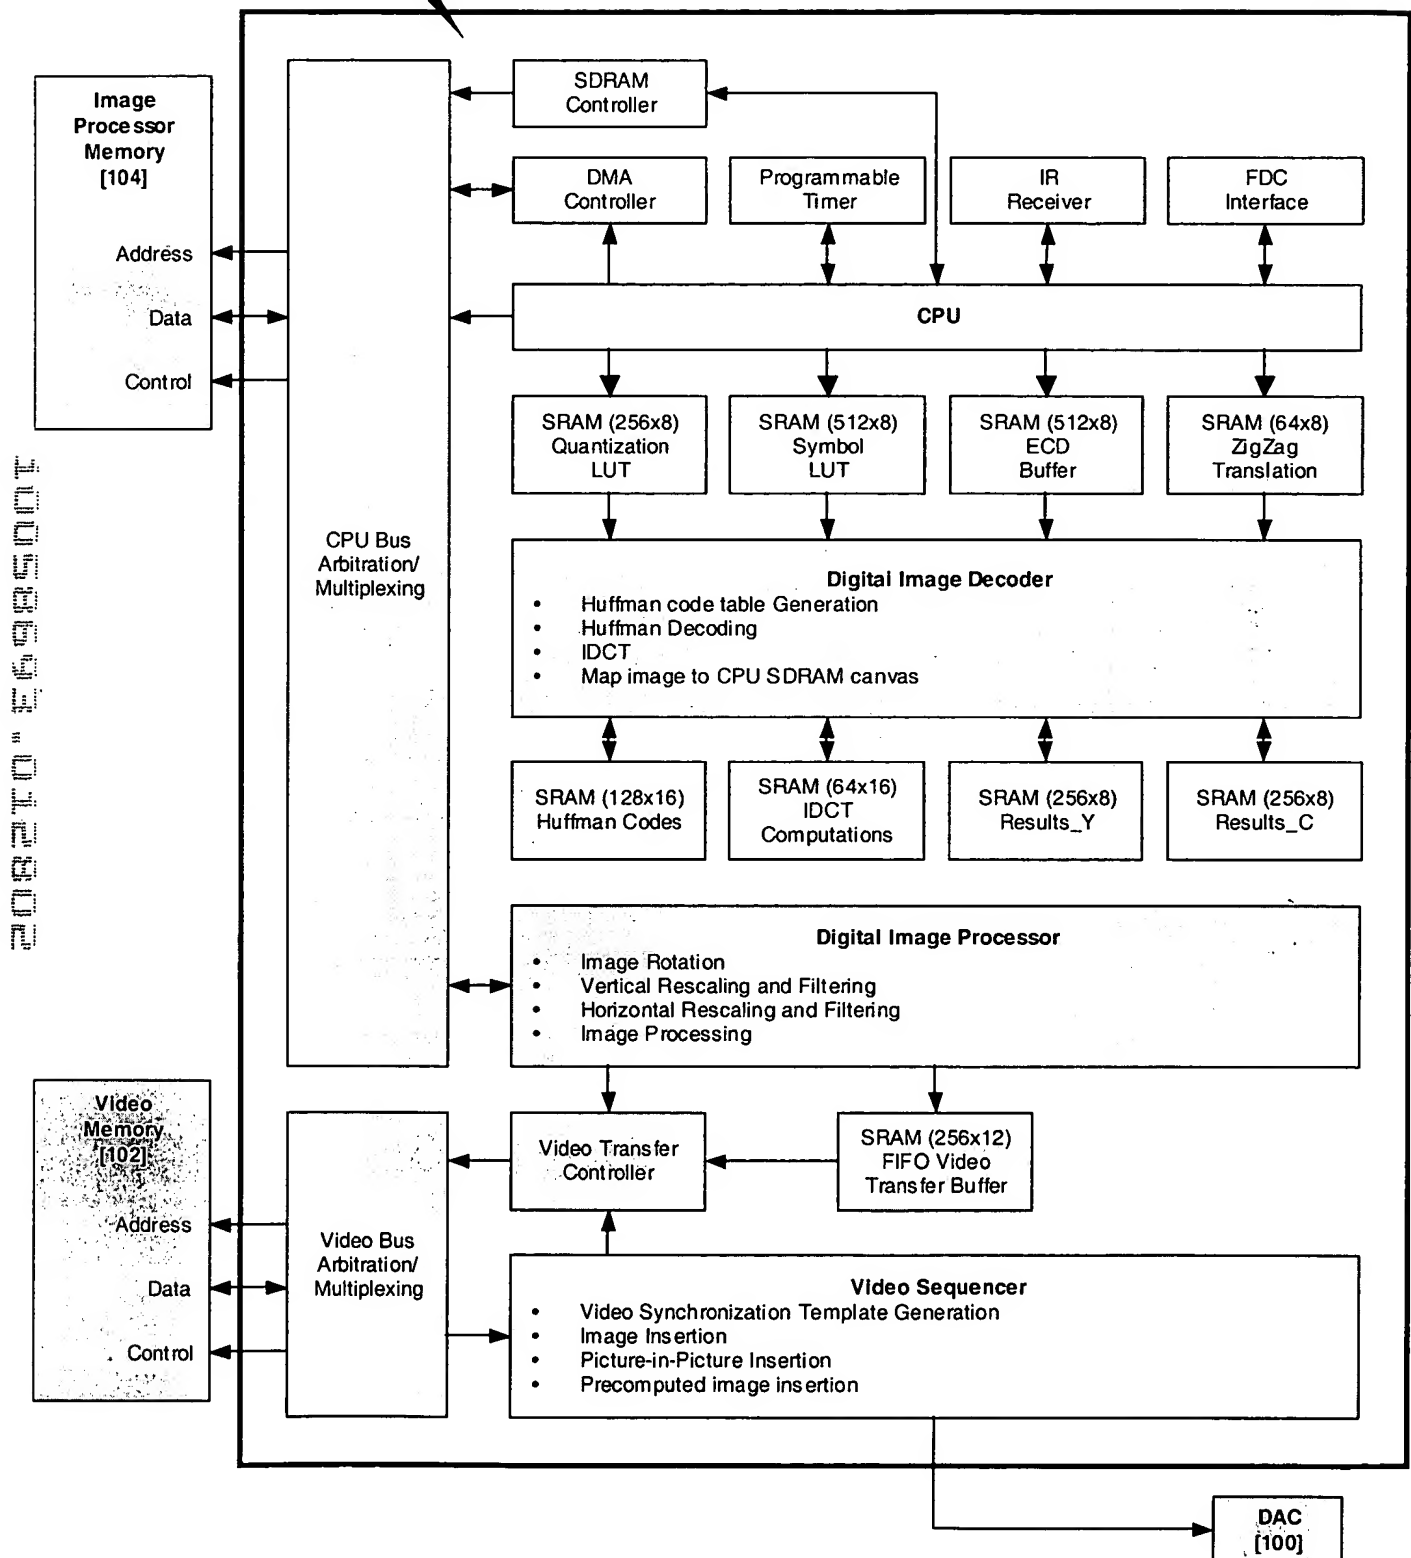 Image
Processor
Memory
[104]
Address
Data
Control
SDRAM
Controller
DMA
Controller
Programmable
Timer
IR
Receiver
FDC
Interface
CPU
SRAM (256x8)
Quantization
LUT
SRAM (512x8)
Symbol
LUT
SRAM (512x8)
ECD
Buffer
SRAM (64x8)
ZigZag
Translation
CPU Bus
Arbitration/
Multiplexing
Digital Image Decoder
• Huffman code table Generation
• Huffman Decoding
• IDCT
• Map image to CPU SDRAM canvas
SRAM (128x16)
Huffman Codes
SRAM (64x16)
IDCT
Computations
SRAM (256x8)
Results_Y
SRAM (256x8)
Results_C
Digital Image Processor
• Image Rotation
• Vertical Rescaling and Filtering
• Horizontal Rescaling and Filtering
• Image Processing
Video
Memory
[102]
Address
Data
Control
Video Bus
Arbitration/
Multiplexing
Video Transfer
Controller
SRAM (256x12)
FIFO Video
Transfer Buffer
Video Sequencer
• Video Synchronization Template Generation
• Image Insertion
• Picture-in-Picture Insertion
• Precomputed image insertion
DAC
[100]
10058693.012802